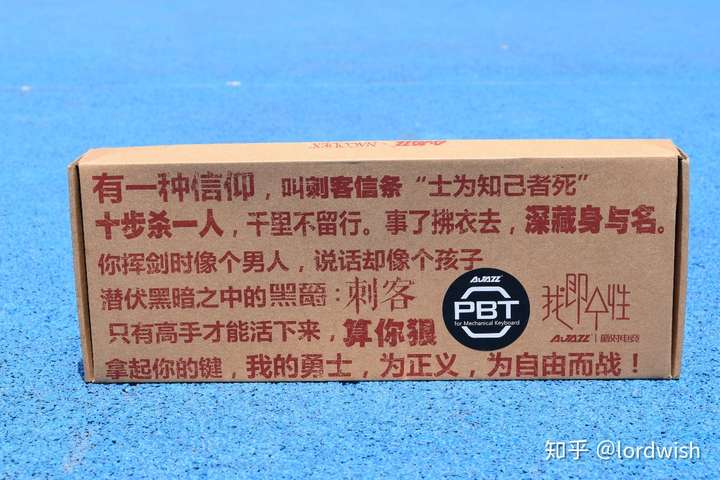 AJAZZ × NACODEX
有一种信仰，叫刺客信条“士为知己者死”
十步杀一人，千里不留行。事了拂衣去，深藏身与名。
你挥剑时像个男人，说话却像个孩子
潜伏黑暗之中的黑爵：刺客
只有高手才能活下来，算你狠
拿起你的键，我的勇士，为正义，为自由而战！
AJAZZ
PBT
for Mechanical Keyboard
我即个性
AJAZZ
知乎 @lordwish